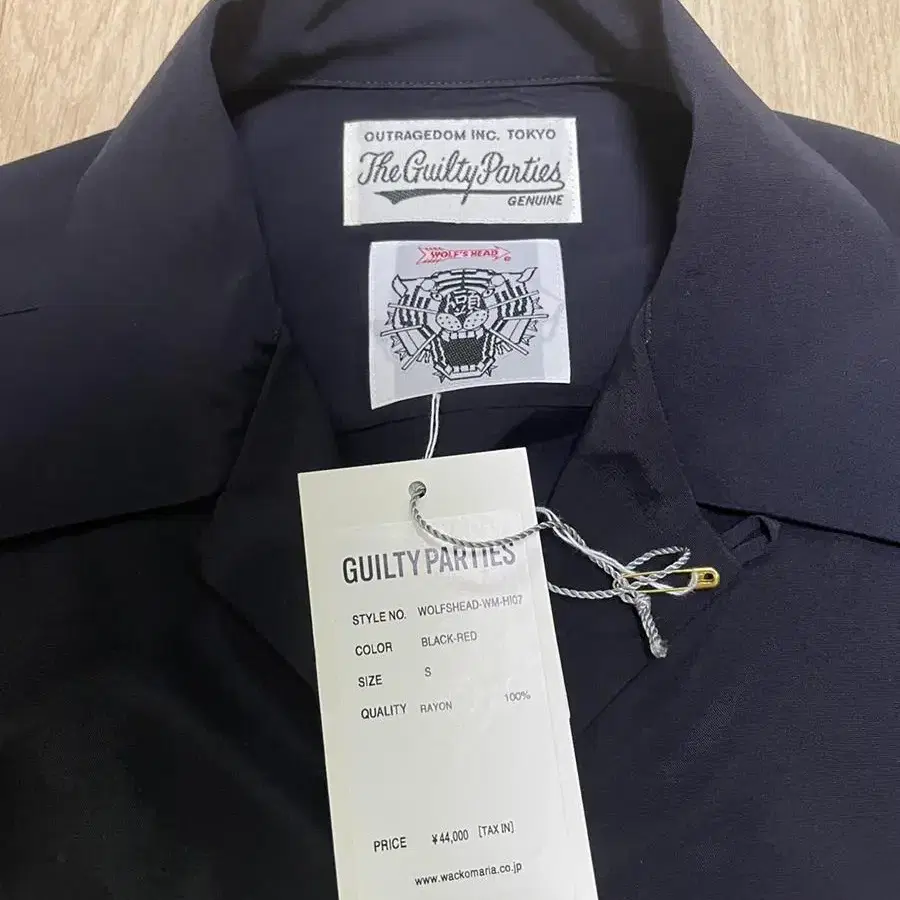 OUTRAGEDOM INC. TOKYO
The Guilty Parties
GENUINE
WOLF'S HEAD
頭
GUILTY PARTIES
STYLE NO. WOLFSHEAD-WM-HI07
COLOR BLACK-RED
SIZE S
QUALITY RAYON 100%
PRICE ¥44,000 [TAX IN]
www.wackomaria.co.jp